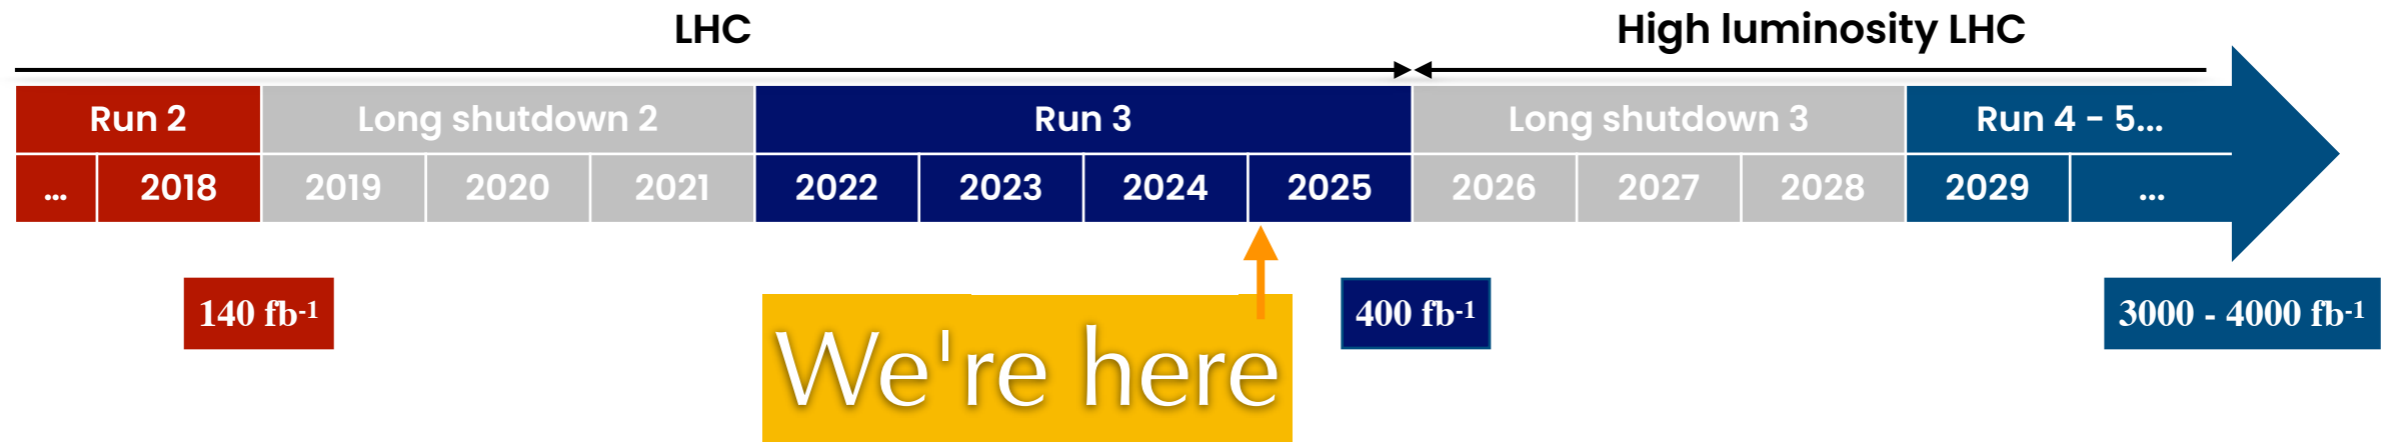 LHC High luminosity LHC
Run 2 Long shutdown 2 Run 3 Long shutdown 3 Run 4 - 5...
... 2018 2019 2020 2021 2022 2023 2024 2025 2026 2027 2028 2029 ...
140 fb-1 400 fb-1 3000 - 4000 fb-1
We're here